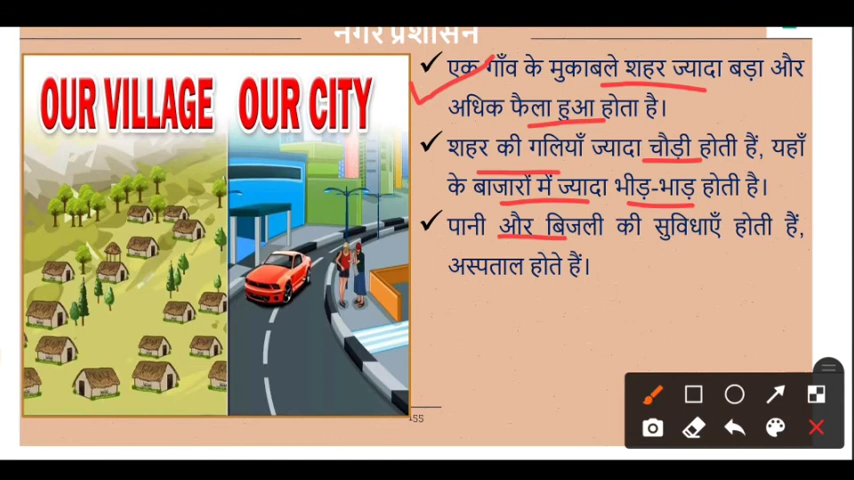 नगर प्रशासन
OUR VILLAGE OUR CITY
एक गाँव के मुकाबले शहर ज्यादा बड़ा और
अधिक फैला हुआ होता है।
शहर की गलियाँ ज्यादा चौड़ी होती हैं, यहाँ
के बाजारों में ज्यादा भीड़-भाड़ होती है।
पानी और बिजली की सुविधाएँ होती हैं,
अस्पताल होते हैं।